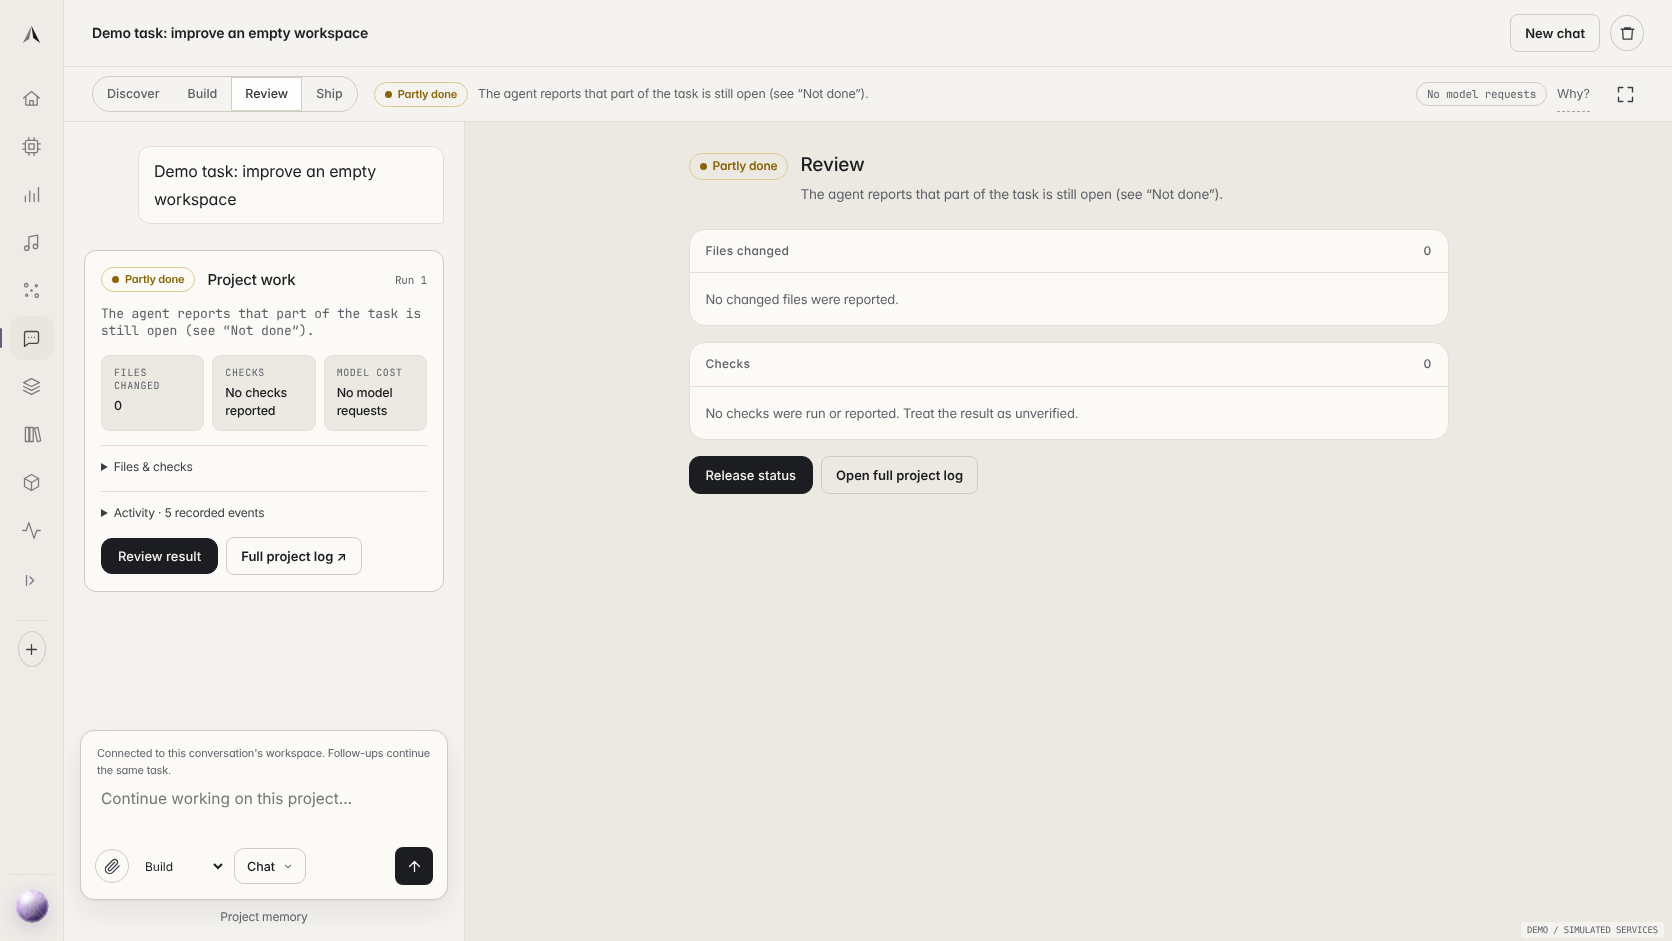 Demo task: improve an empty workspace
New chat
Discover
Build
Review
Ship
Partly done
The agent reports that part of the task is still open (see “Not done”).
No model requests
Why?
Demo task: improve an empty
workspace
Partly done
Project work
Run 1
The agent reports that part of the task is
still open (see “Not done”).
FILES
CHANGED
0
CHECKS
No checks
reported
MODEL COST
No model
requests
Files & checks
Activity · 5 recorded events
Review result
Full project log ↗
Connected to this conversation's workspace. Follow-ups continue
the same task.
Continue working on this project...
Build
Chat
Project memory
Partly done
Review
The agent reports that part of the task is still open (see “Not done”).
Files changed
0
No changed files were reported.
Checks
0
No checks were run or reported. Treat the result as unverified.
Release status
Open full project log
DEMO / SIMULATED SERVICES